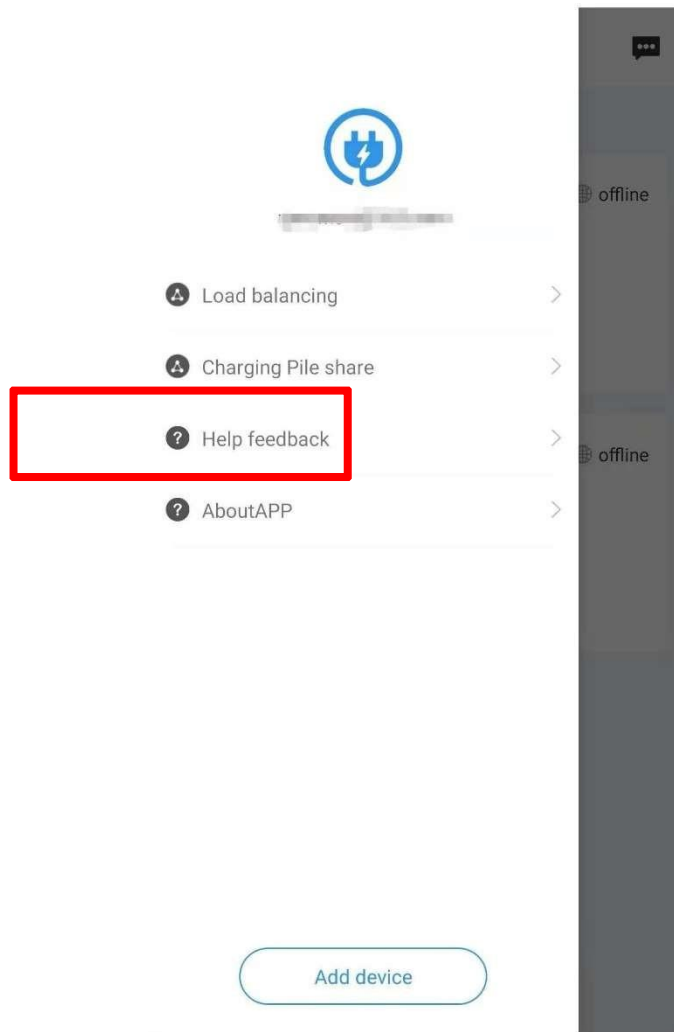 offline
Load balancing
Charging Pile share
Help feedback
offline
AboutAPP
Add device